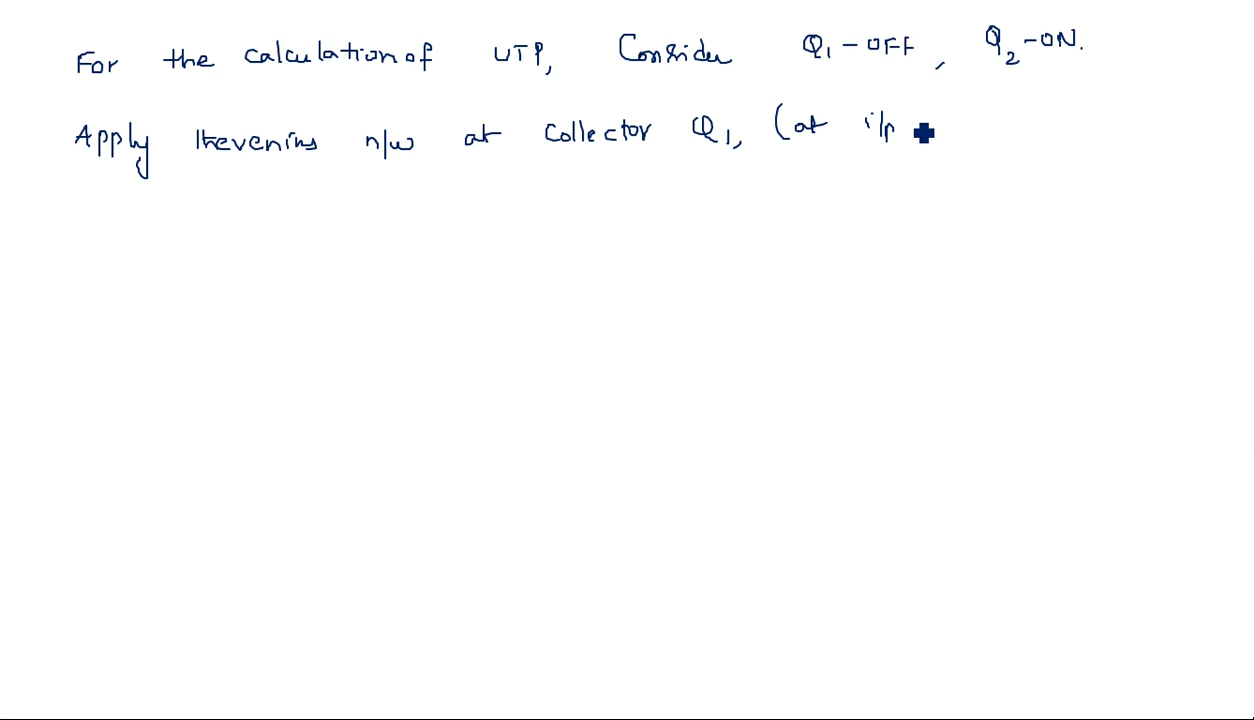 For the calculation of UTP, Consider Q1 - OFF, Q2 - ON.
Apply thevenins n/w at collector Q1, (at i/p